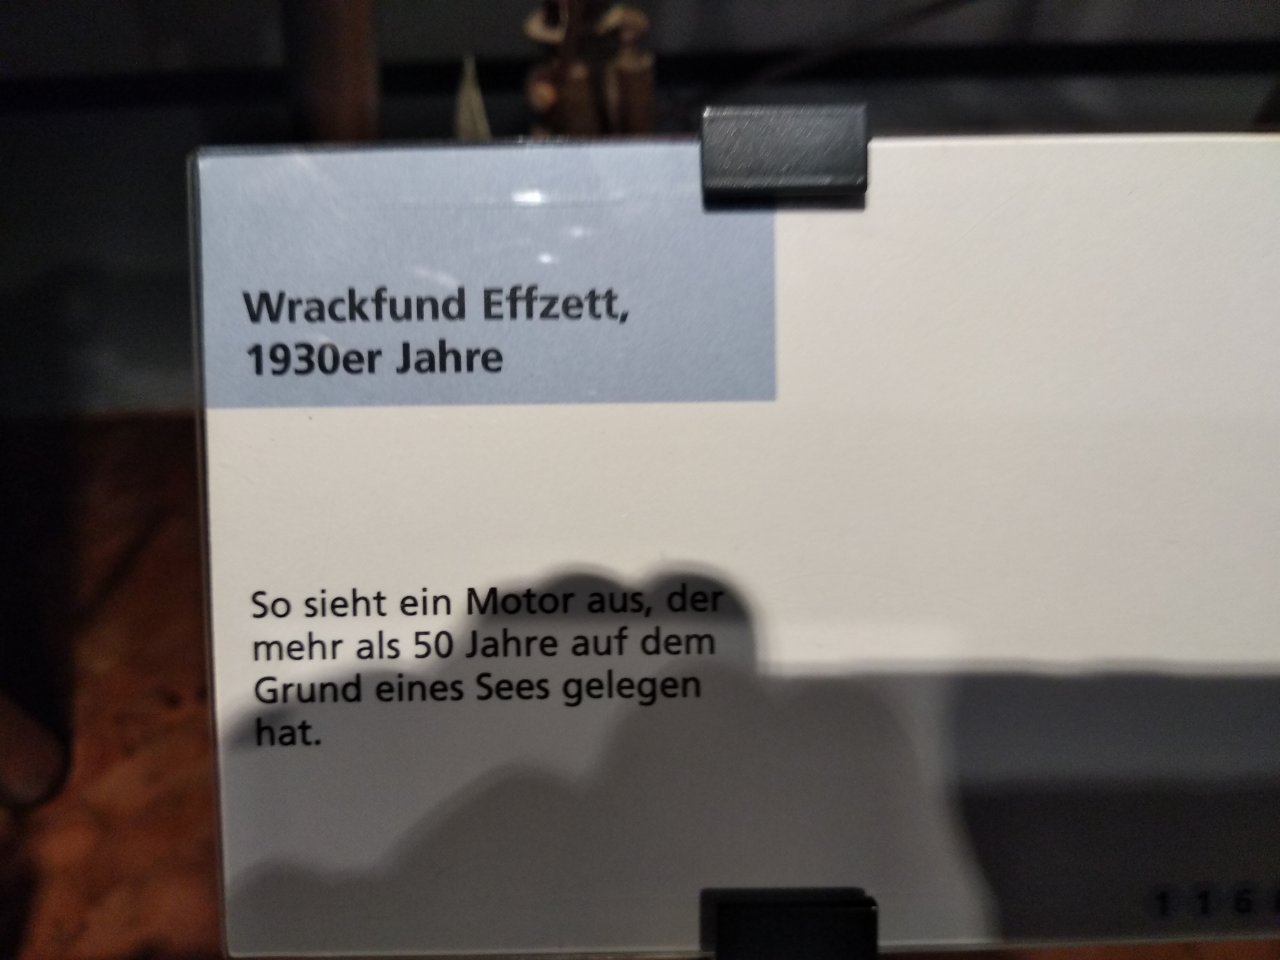 Wrackfund Effzett,
1930er Jahre
So sieht ein Motor aus, der
mehr als 50 Jahre auf dem
Grund eines Sees gelegen
hat.